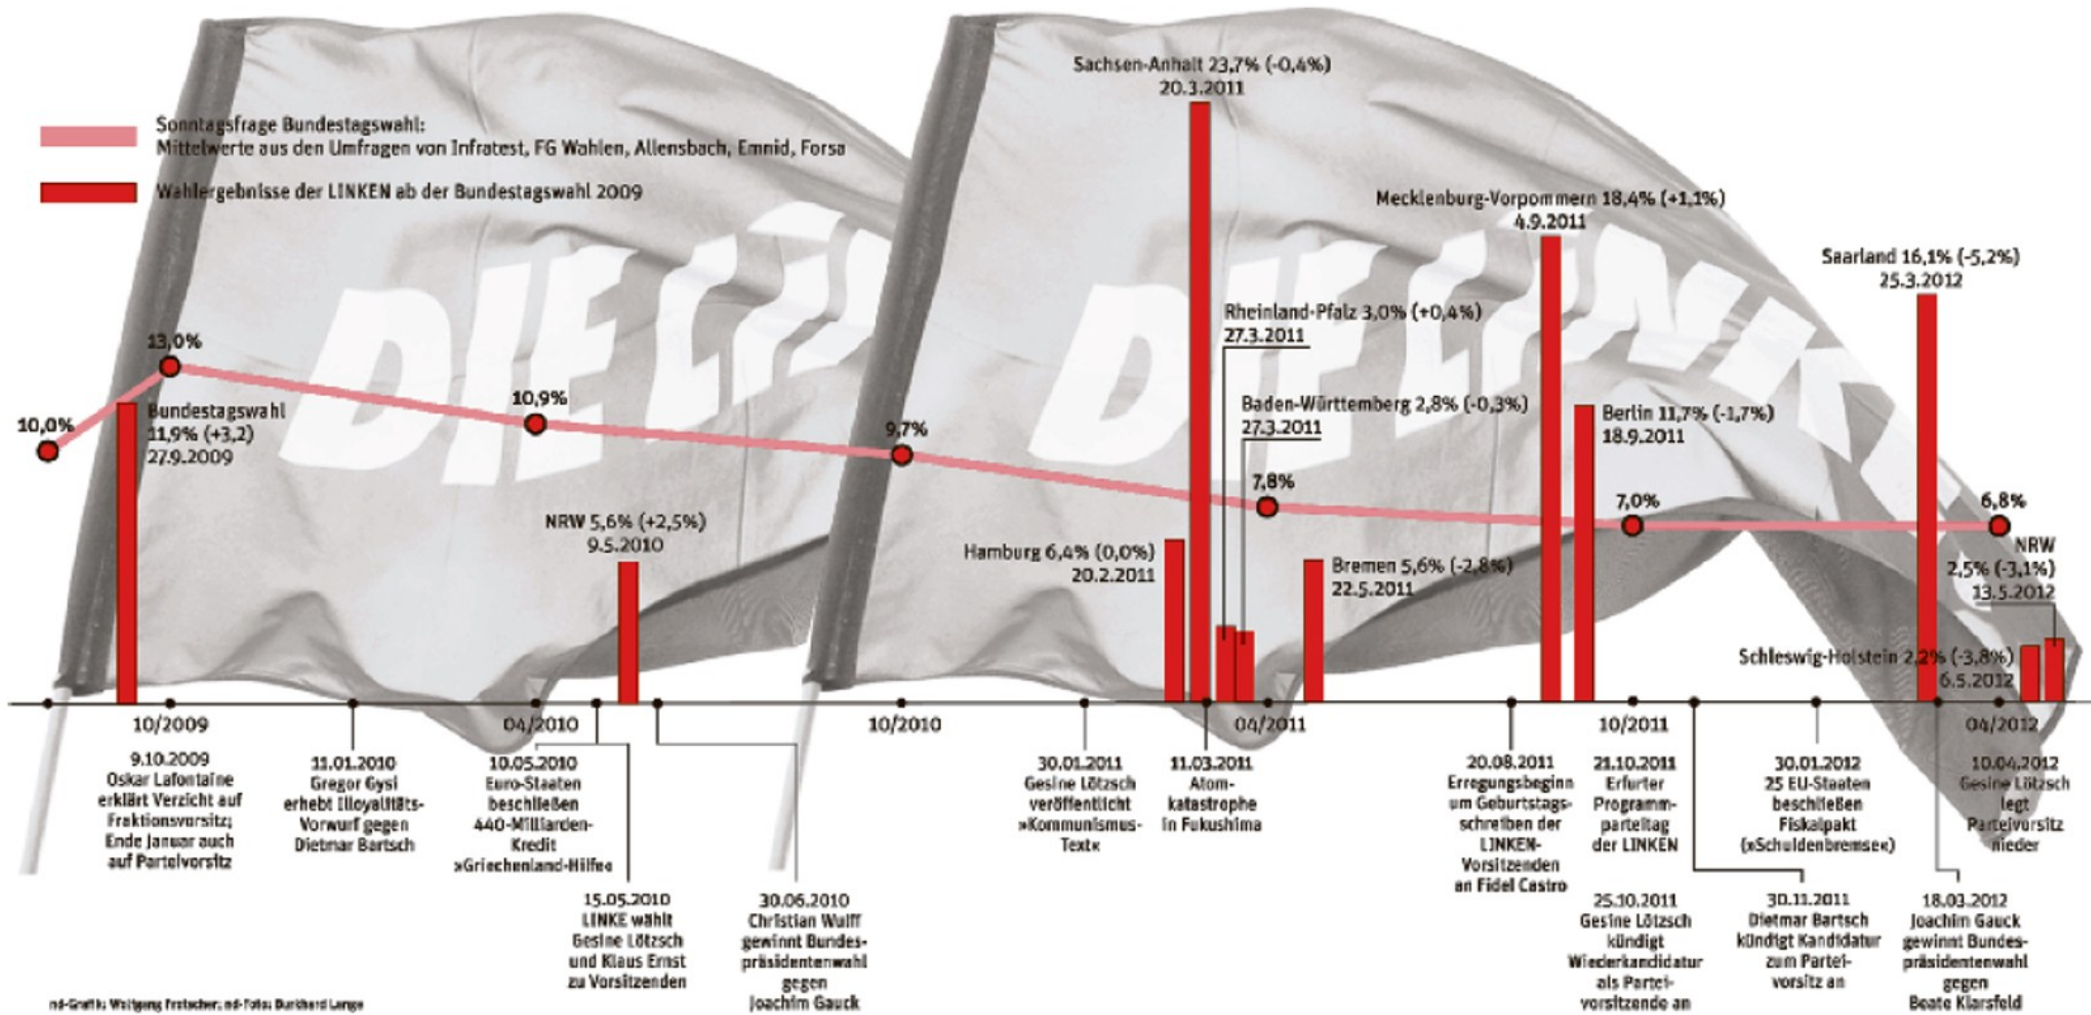 Sonntagsfrage Bundestagswahl:
Mittelwerte aus den Umfragen von Infratest, FG Wahlen, Allensbach, Emnid, Forsa
Wahlergebnisse der LINKEN ab der Bundestagswahl 2009
DIE LI
DIE LINKE
10,0%
13,0%
Bundestagswahl
11,9% (+3,2)
27.9.2009
10,9%
NRW 5,6% (+2,5%)
9.5.2010
9,7%
Hamburg 6,4% (0,0%)
20.2.2011
Sachsen-Anhalt 23,7% (-0,4%)
20.3.2011
Rheinland-Pfalz 3,0% (+0,4%)
27.3.2011
Baden-Württemberg 2,8% (-0,3%)
27.3.2011
7,8%
Bremen 5,6% (-2,8%)
22.5.2011
Mecklenburg-Vorpommern 18,4% (+1,1%)
4.9.2011
Berlin 11,7% (-1,7%)
18.9.2011
7,0%
Saarland 16,1% (-5,2%)
25.3.2012
6,8%
NRW
2,5% (-3,1%)
13.5.2012
Schleswig-Holstein 2,2% (-3,8%)
6.5.2012
10/2009
04/2010
10/2010
04/2011
10/2011
04/2012
9.10.2009
Oskar Lafontaine
erklärt Verzicht auf
Fraktionsvorsitz;
Ende Januar auch
auf Parteivorsitz
11.01.2010
Gregor Gysi
erhebt Illoyalitäts-
Vorwurf gegen
Dietmar Bartsch
10.05.2010
Euro-Staaten
beschließen
440-Milliarden-
Kredit
»Griechenland-Hilfe«
15.05.2010
LINKE wählt
Gesine Lötzsch
und Klaus Ernst
zu Vorsitzenden
30.06.2010
Christian Wulff
gewinnt Bundes-
präsidentenwahl
gegen
Joachim Gauck
30.01.2011
Gesine Lötzsch
veröffentlicht
»Kommunismus-
Text«
11.03.2011
Atom-
katastrophe
in Fukushima
20.08.2011
Erregungsbeginn
um Geburtstags-
schreiben der
LINKEN-
Vorsitzenden
an Fidel Castro
21.10.2011
Erfurter
Programm-
parteitag
der LINKEN
25.10.2011
Gesine Lötzsch
kündigt
Wiederkandidatur
als Partei-
vorsitzende an
30.11.2011
Dietmar Bartsch
kündigt Kandidatur
zum Partei-
vorsitz an
30.01.2012
25 EU-Staaten
beschließen
Fiskalpakt
(»Schuldenbremse«)
18.03.2012
Joachim Gauck
gewinnt Bundes-
präsidentenwahl
gegen
Beate Klarsfeld
10.04.2012
Gesine Lötzsch
legt
Parteivorsitz
nieder
nd-Grafik: Wolfgang Fratscher; nd-Foto: Burkhard Lange